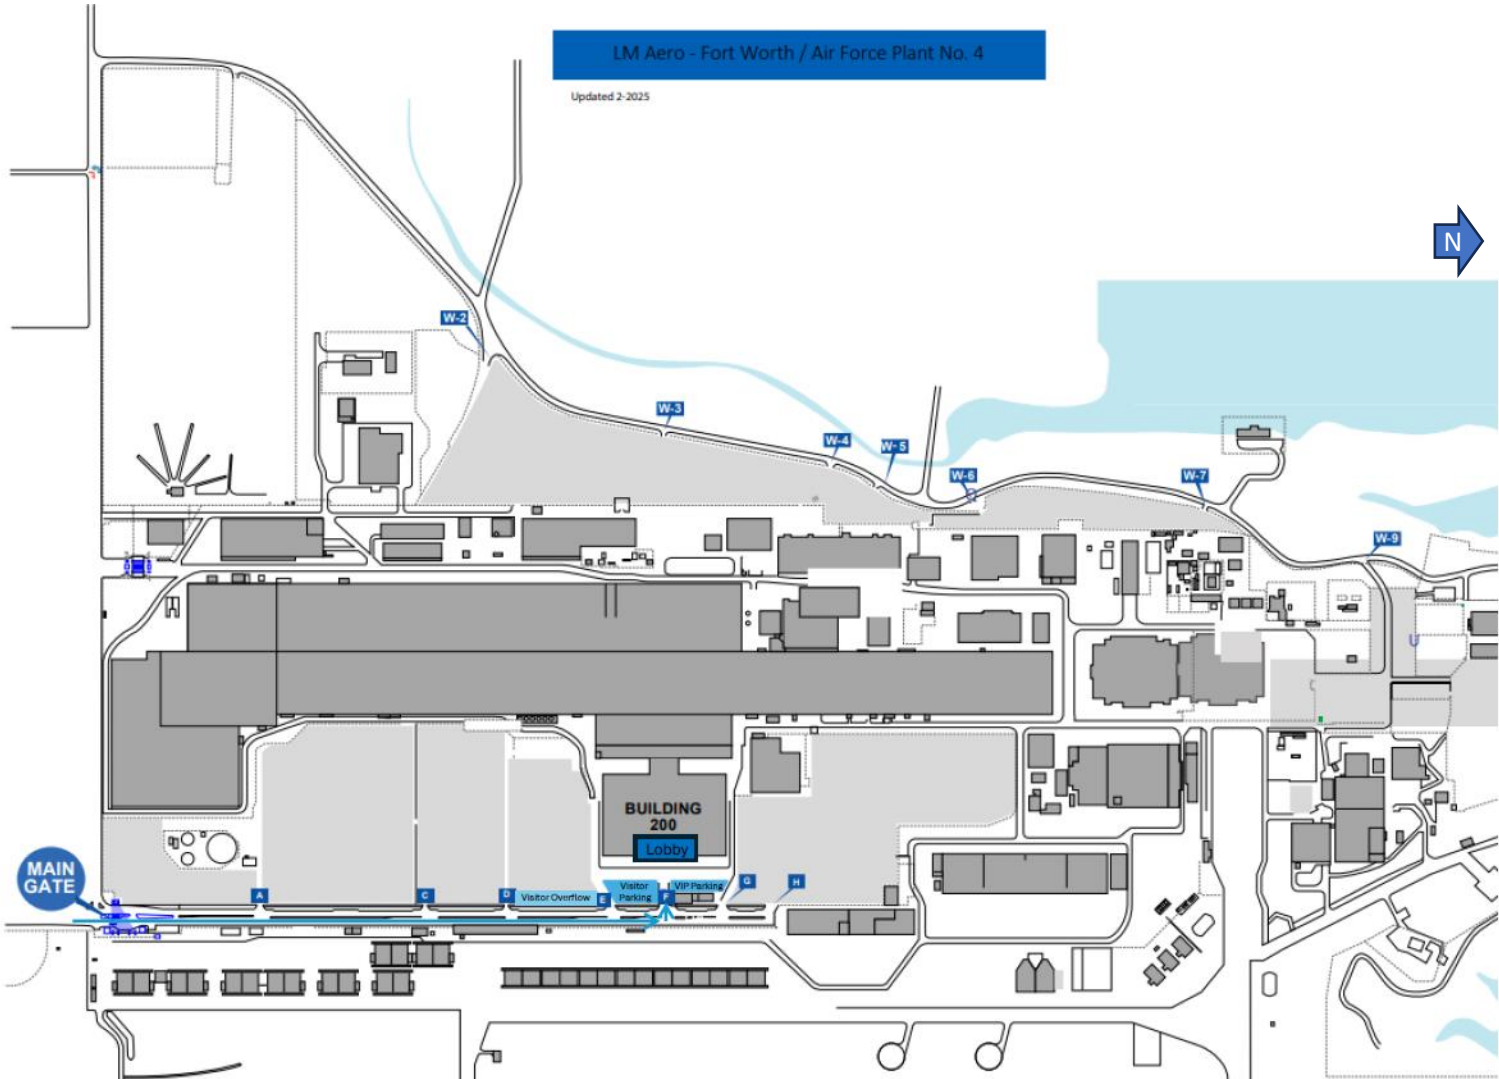 LM Aero - Fort Worth / Air Force Plant No. 4
Updated 2-2025
N
W-2
W-3
W-4
W-5
W-6
W-7
W-9
BUILDING
200
Lobby
MAIN
GATE
A
C
D
Visitor Overflow
E
Visitor
Parking
F
VIP Parking
G
H